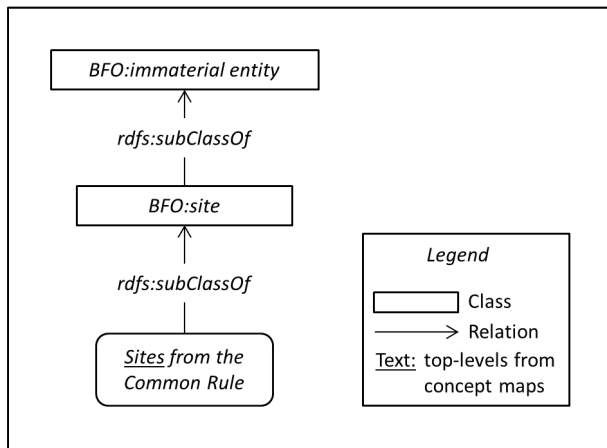 BFO:immaterial entity
rdfs:subClassOf
BFO:site
rdfs:subClassOf
Sites from the
Common Rule
Legend
Class
Relation
Text: top-levels from
concept maps